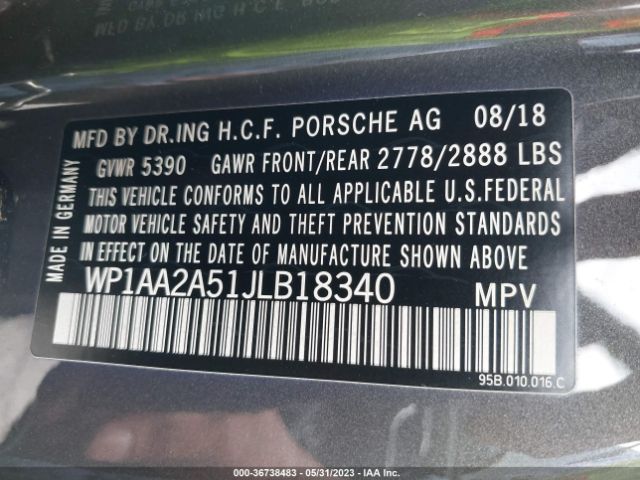 MFD BY DR.ING H.C.F. PORSCHE AG 08/18
GVWR 5390 GAWR FRONT/REAR 2778/2888 LBS
THIS VEHICLE CONFORMS TO ALL APPLICABLE U.S.FEDERAL
MOTOR VEHICLE SAFETY AND THEFT PREVENTION STANDARDS
IN EFFECT ON THE DATE OF MANUFACTURE SHOWN ABOVE.
MADE IN GERMANY
WP1AA2A51JLB18340 MPV
95B.010.016.C
000-36738483 - 05/31/2023 - IAA Inc.